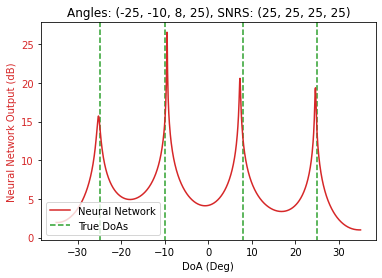 Angles: (-25, -10, 8, 25), SNRS: (25, 25, 25, 25)
Neural Network Output (dB)
25
20
15
10
5
0
Neural Network
True DoAs
−30 −20 −10 0 10 20 30
DoA (Deg)